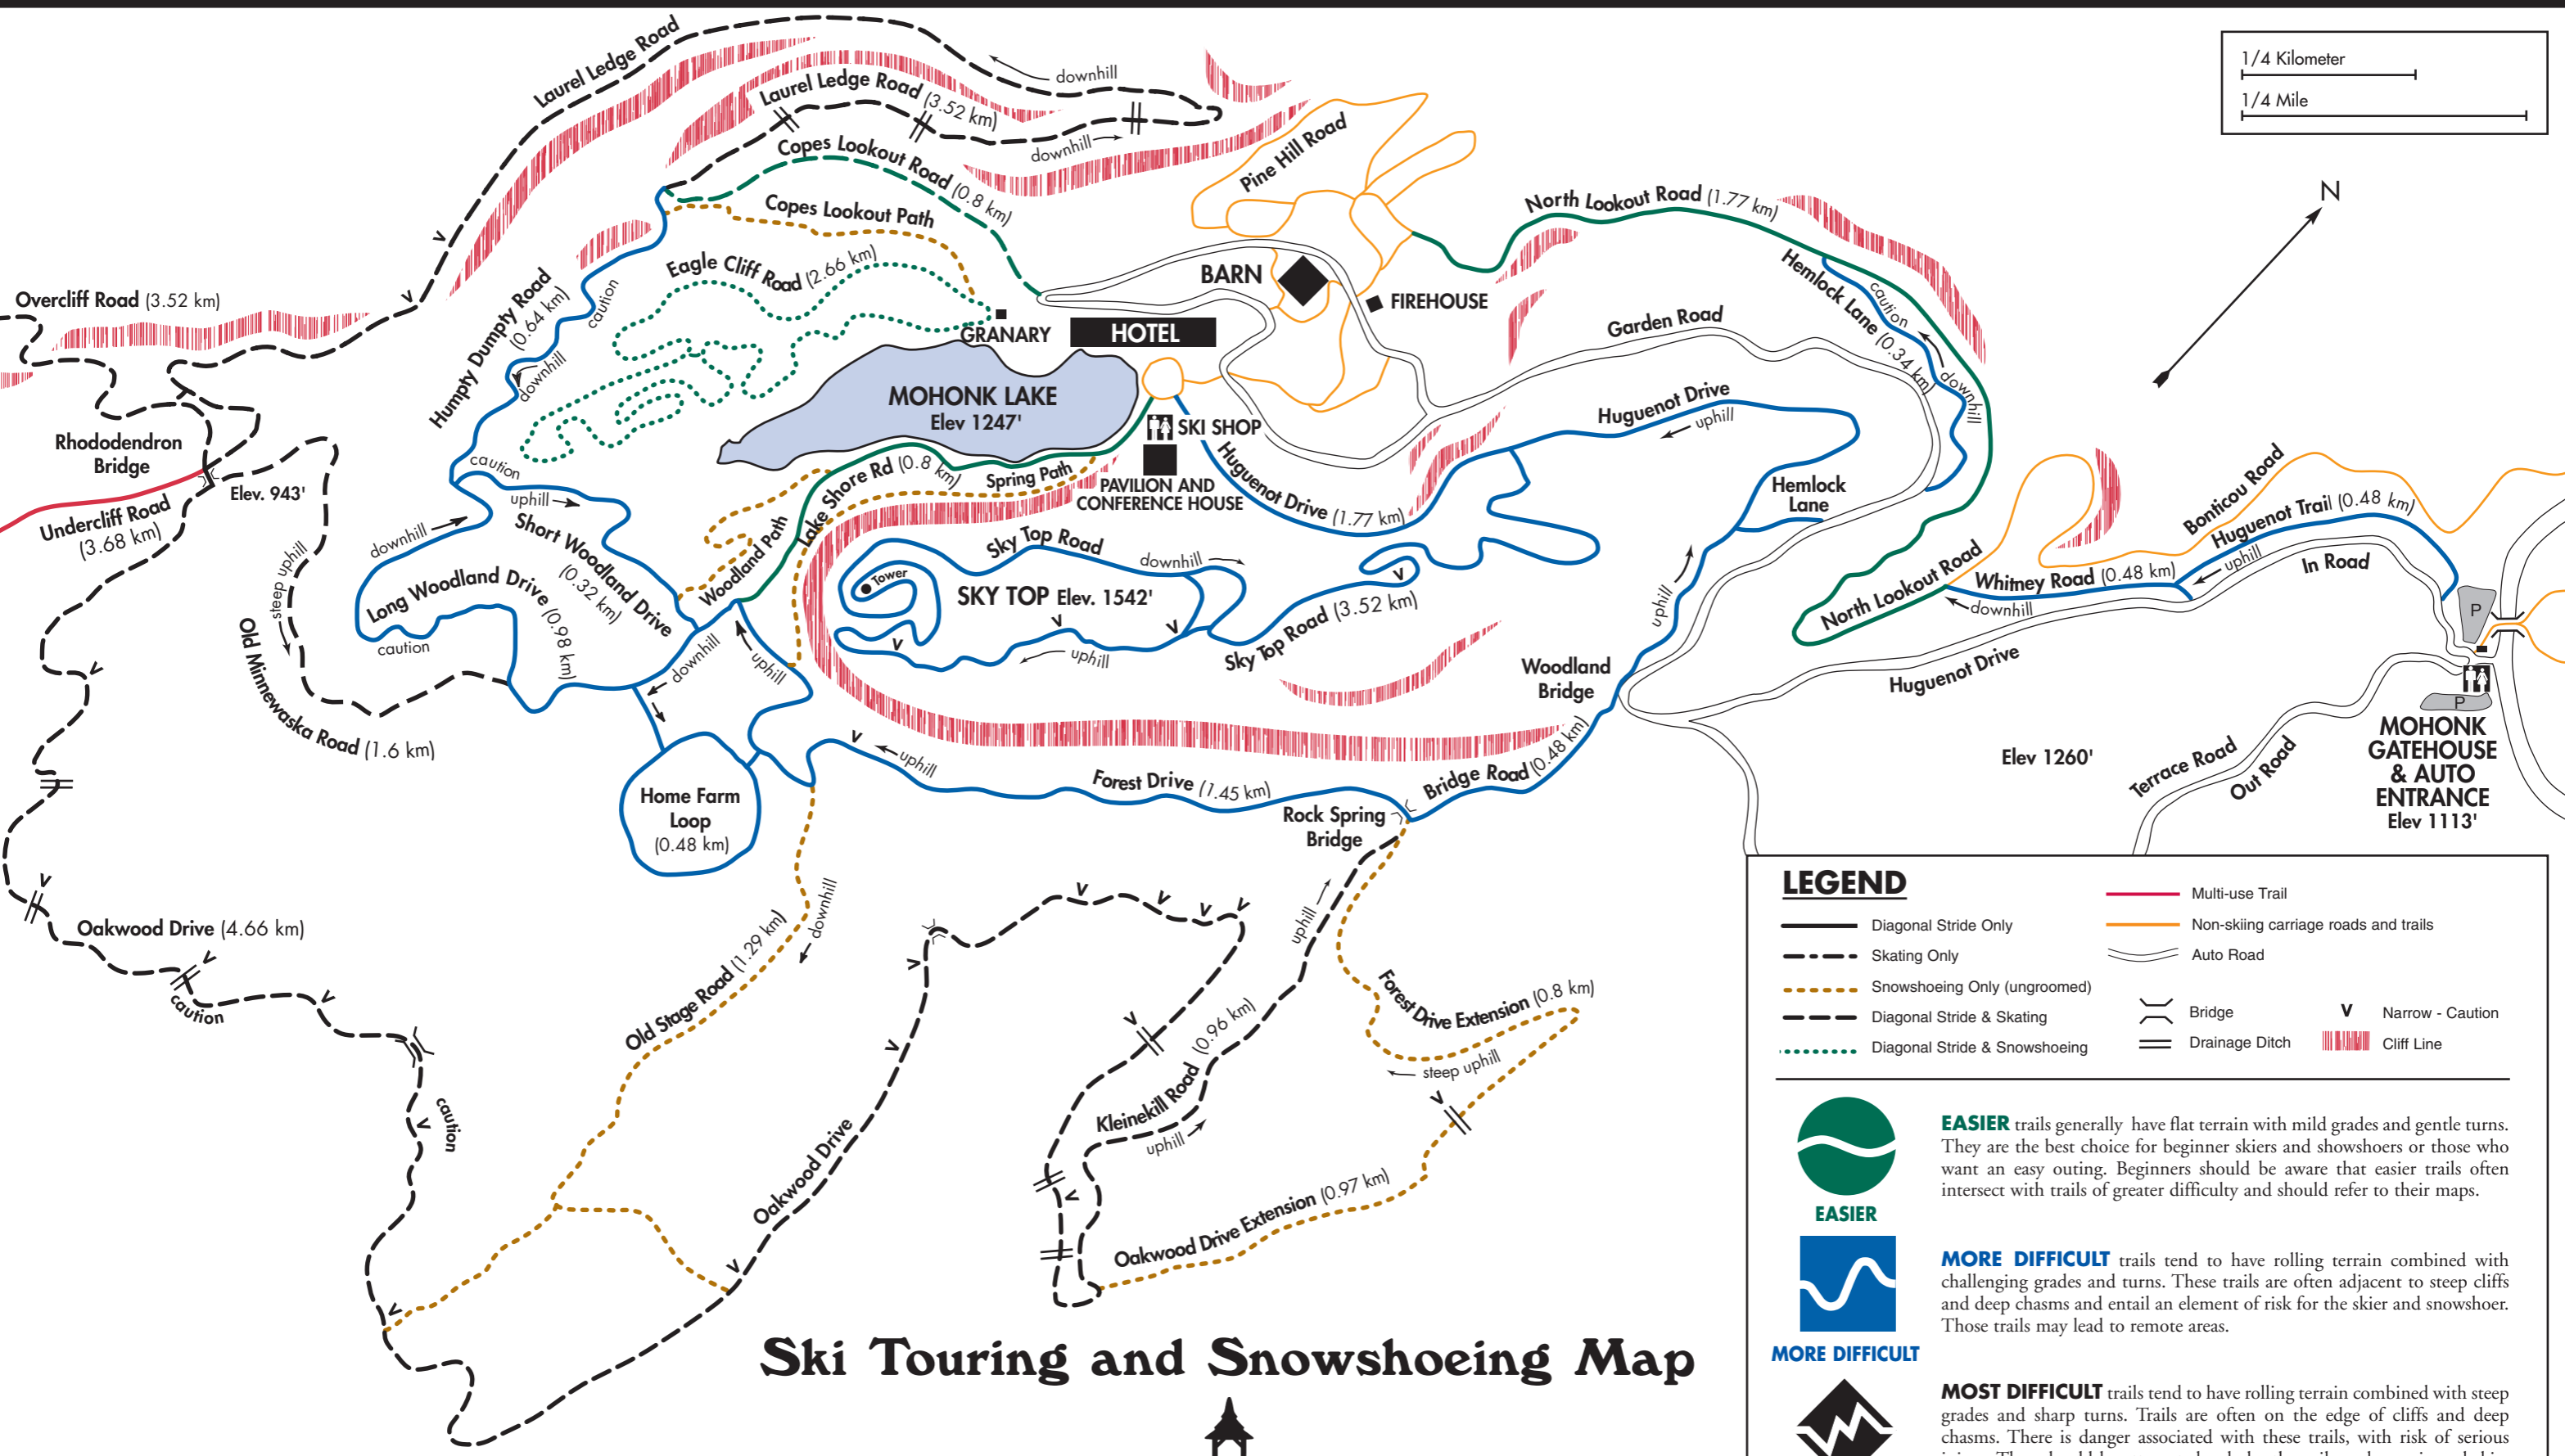 Laurel Ledge Road
downhill
1/4 Kilometer
1/4 Mile
Laurel Ledge Road (3.52 km)
downhill
Copes Lookout Road (0.8 km)
Pine Hill Road
N
Copes Lookout Path
North Lookout Road (1.77 km)
v
Eagle Cliff Road (2.66 km)
BARN
Hemlock Lane (0.34 km)
caution
downhill
Overcliff Road (3.52 km)
v
Humpty Dumpty Road
(0.64 km)
caution
downhill
FIREHOUSE
GRANARY
HOTEL
Garden Road
MOHONK LAKE
Elev 1247'
Huguenot Drive
uphill
SKI SHOP
Rhododendron
Bridge
Elev. 943'
Undercliff Road
(3.68 km)
caution
uphill
Lake Shore Rd (0.8 km)
Spring Path
PAVILION AND
CONFERENCE HOUSE
Huguenot Drive (1.77 km)
Hemlock
Lane
Bonticou Road
Huguenot Trail (0.48 km)
uphill
In Road
downhill
Short Woodland Drive
(0.32 km)
Woodland Path
Sky Top Road
downhill
steep uphill
Long Woodland Drive (0.98 km)
caution
Tower
SKY TOP Elev. 1542'
v
v
v
v
uphill
Sky Top Road (3.52 km)
uphill
North Lookout Road
Whitney Road (0.48 km)
downhill
P
Old Minnewaska Road (1.6 km)
v
downhill
uphill
Woodland
Bridge
Huguenot Drive
P
MOHONK
GATEHOUSE
& AUTO
ENTRANCE
Elev 1113'
Elev 1260'
Terrace Road
Out Road
v
uphill
Forest Drive (1.45 km)
Bridge Road (0.48 km)
Rock Spring
Bridge
Home Farm
Loop
(0.48 km)
v
Oakwood Drive (4.66 km)
v
caution
v
v
caution
v
downhill
Old Stage Road (1.29 km)
v
v
v
v
v
v
v
Oakwood Drive
v
v
v
uphill
Kleinekill Road (0.96 km)
uphill
Forest Drive Extension (0.8 km)
steep uphill
v
Oakwood Drive Extension (0.97 km)
Ski Touring and Snowshoeing Map
LEGEND
Diagonal Stride Only
Skating Only
Snowshoeing Only (ungroomed)
Diagonal Stride & Skating
Diagonal Stride & Snowshoeing
Multi-use Trail
Non-skiing carriage roads and trails
Auto Road
Bridge
v Narrow - Caution
Drainage Ditch
Cliff Line
EASIER
EASIER trails generally have flat terrain with mild grades and gentle turns.
They are the best choice for beginner skiers and showshoers or those who
want an easy outing. Beginners should be aware that easier trails often
intersect with trails of greater difficulty and should refer to their maps.
MORE DIFFICULT
MORE DIFFICULT trails tend to have rolling terrain combined with
challenging grades and turns. These trails are often adjacent to steep cliffs
and deep chasms and entail an element of risk for the skier and snowshoer.
Those trails may lead to remote areas.
MOST DIFFICULT trails tend to have rolling terrain combined with steep
grades and sharp turns. Trails are often on the edge of cliffs and deep
chasms. There is danger associated with these trails, with risk of serious